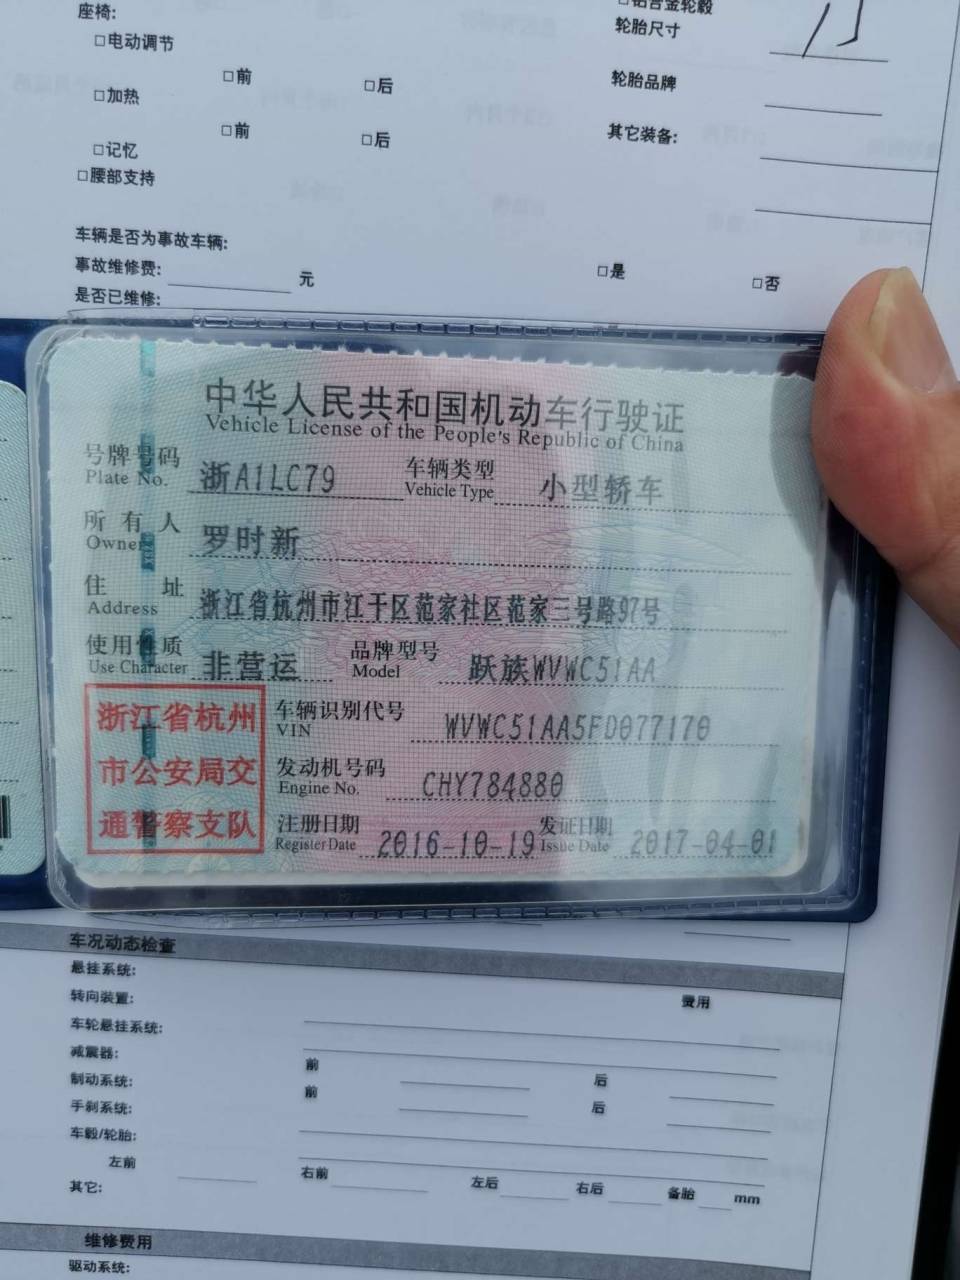 座椅:
□铝合金轮毂
□电动调节
轮胎尺寸
□前 □后
□加热
轮胎品牌
□前 □后
□记忆
其它装备:
□腰部支持
车辆是否为事故车辆:
□是 □否
事故维修费: 元
是否已维修:
中华人民共和国机动车行驶证
Vehicle License of the People's Republic of China
号牌号码 浙A1LC79 车辆类型 小型轿车
Plate No. Vehicle Type
所有人 罗时新
Owner
住址 浙江省杭州市江干区范家社区范家三号路97号
Address
使用性质 非营运 品牌型号 跃族WVWC51AA
Use Character Model
浙江省杭州
市公安局交
通警察支队
车辆识别代号 WVWC51AA5FD077170
VIN
发动机号码 CHY784880
Engine No.
注册日期 2016-10-19 发证日期 2017-04-01
Register Date Issue Date
车况动态检查
悬挂系统:
转向装置: 费用
车轮悬挂系统:
减震器: 前 后
制动系统: 前 后
手刹系统:
车毂/轮胎:
左前 右前 左后 右后 备胎 mm
其它:
维修费用
驱动系统: